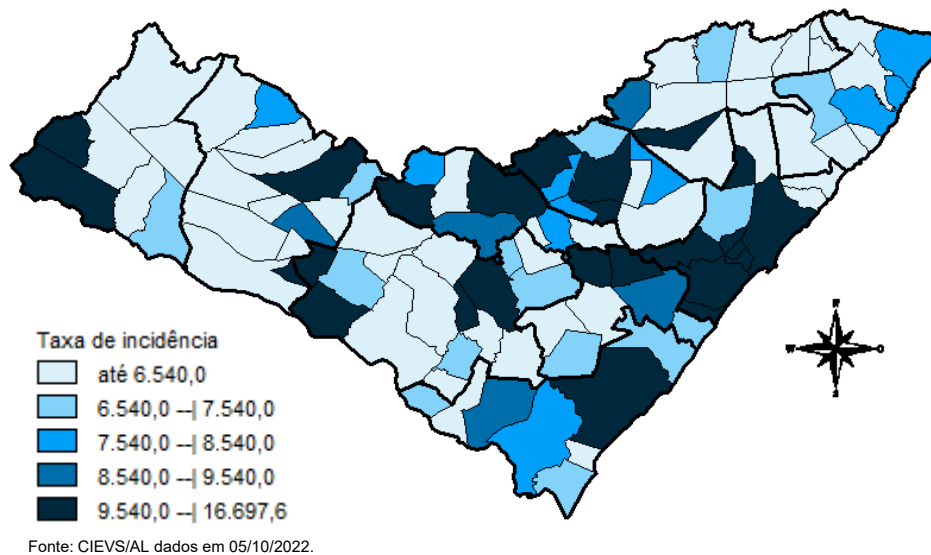 Taxa de incidência
até 6.540,0
6.540,0 --| 7.540,0
7.540,0 --| 8.540,0
8.540,0 --| 9.540,0
9.540,0 --| 16.697,6
Fonte: CIEVS/AL dados em 05/10/2022.
N
W O
S